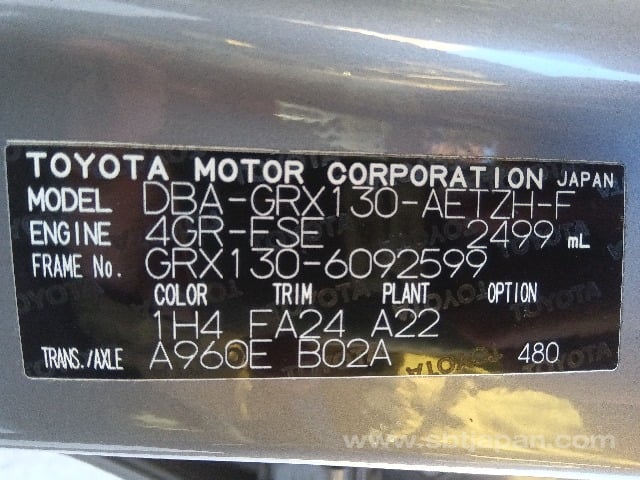 TOYOTA MOTOR CORPORATION JAPAN
MODEL DBA-GRX130-AETZH-F
ENGINE 4GR-FSE 2499 mL
FRAME No. GRX130-6092599
COLOR TRIM PLANT OPTION
1H4 FA24 A22
TRANS./AXLE A960E B02A 480
www.sbtjapan.com